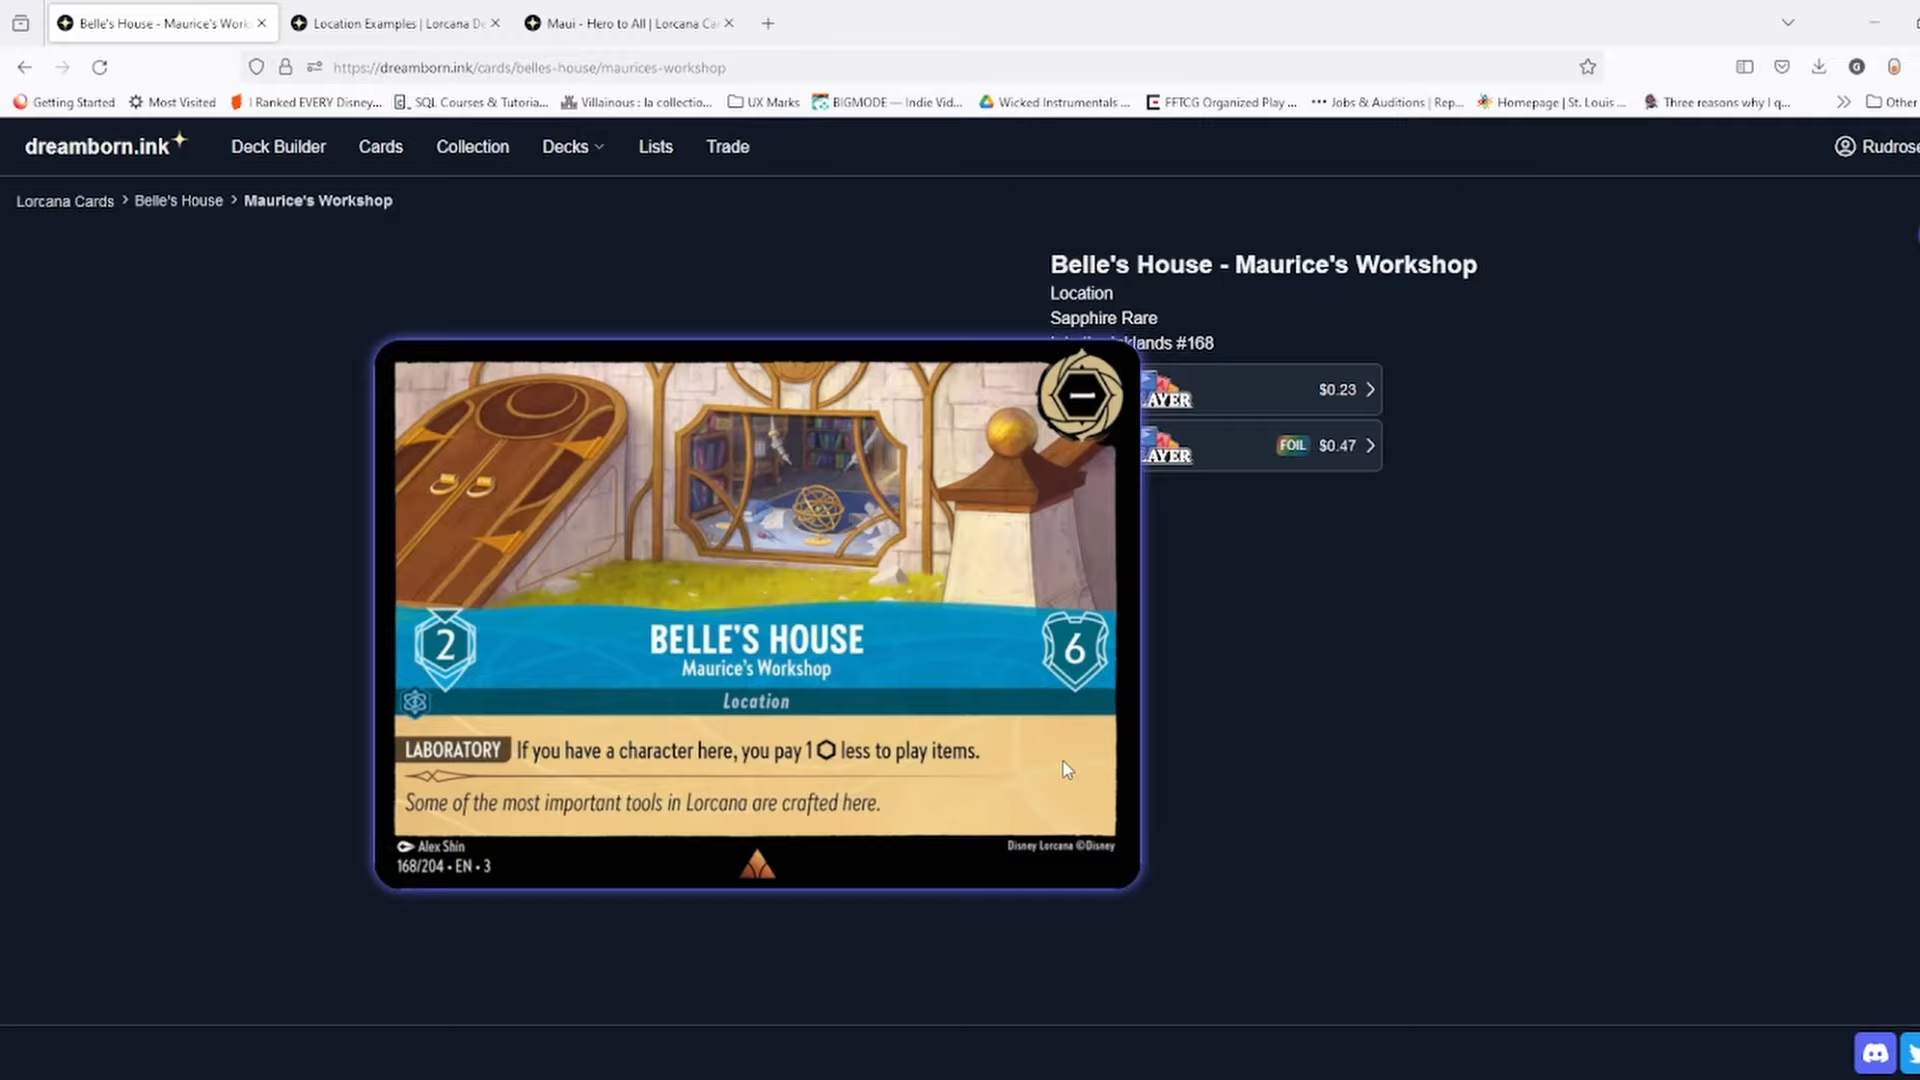 Belle's House - Maurice's Work
Location Examples | Lorcana De
Maui - Hero to All | Lorcana Ca
https://dreamborn.ink/cards/belles-house/maurices-workshop
Getting Started
Most Visited
I Ranked EVERY Disney...
SQL Courses & Tutoria...
Villainous : la collectio...
UX Marks
BIGMODE — Indie Vid...
Wicked Instrumentals ...
FFTCG Organized Play ...
Jobs & Auditions | Rep...
Homepage | St. Louis ...
Three reasons why I q...
Other
dreamborn.ink
Deck Builder
Cards
Collection
Decks
Lists
Trade
Rudrose
Lorcana Cards > Belle's House > Maurice's Workshop
Belle's House - Maurice's Workshop
Location
Sapphire Rare
klands #168
LAYER
$0.23
LAYER
FOIL
$0.47
2
BELLE'S HOUSE
6
Maurice's Workshop
Location
LABORATORY If you have a character here, you pay 1 less to play items.
Some of the most important tools in Lorcana are crafted here.
Alex Shin
Disney Lorcana ©Disney
168/204 • EN • 3